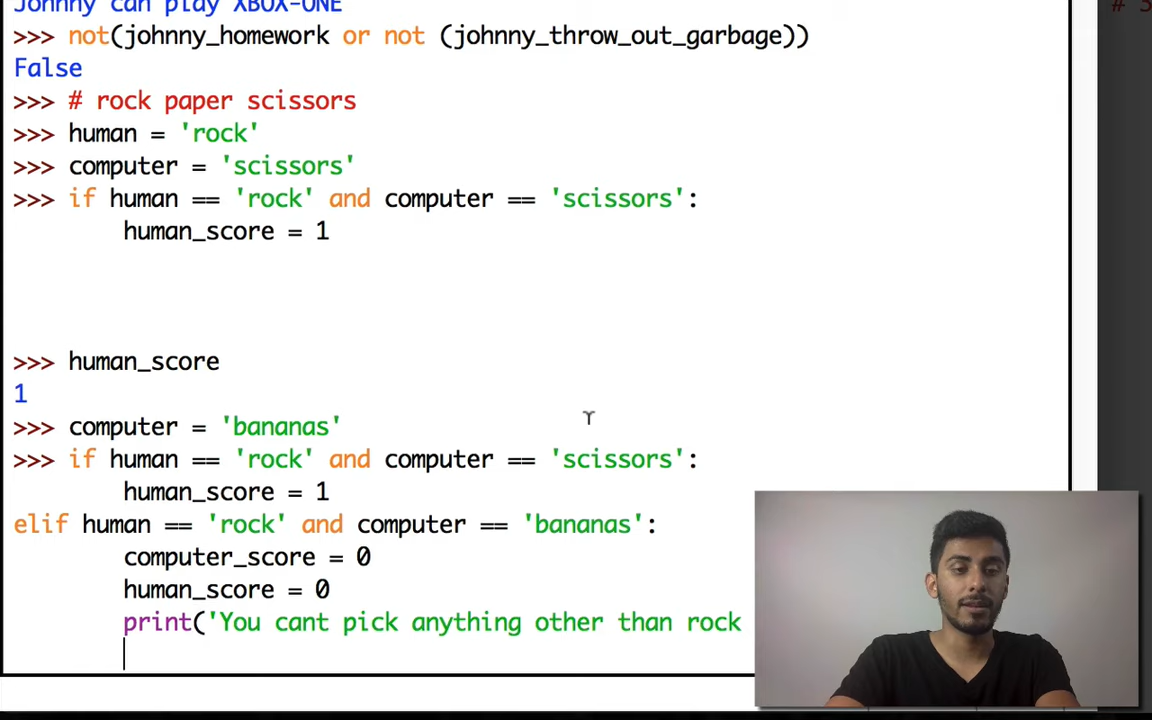 Johnny can play XBOX-ONE
# 3
>>> not(johnny_homework or not (johnny_throw_out_garbage))
False
>>> # rock paper scissors
>>> human = 'rock'
>>> computer = 'scissors'
>>> if human == 'rock' and computer == 'scissors':
human_score = 1
>>> human_score
1
>>> computer = 'bananas'
>>> if human == 'rock' and computer == 'scissors':
human_score = 1
elif human == 'rock' and computer == 'bananas':
computer_score = 0
human_score = 0
print('You cant pick anything other than rock